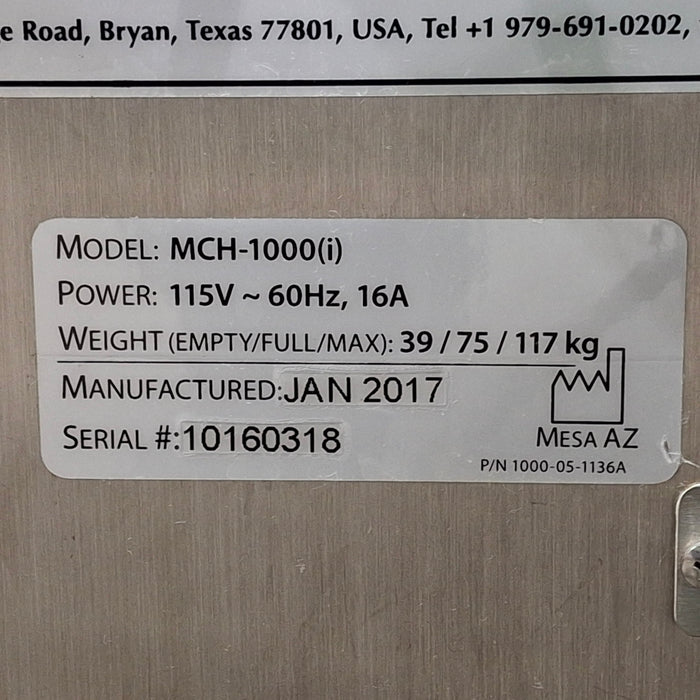 e Road, Bryan, Texas 77801, USA, Tel +1 979-691-0202,
MODEL: MCH-1000(i)
POWER: 115V ~ 60Hz, 16A
WEIGHT (EMPTY/FULL/MAX): 39 / 75 / 117 kg
MANUFACTURED: JAN 2017
SERIAL #: 10160318
MESA AZ
P/N 1000-05-1136A